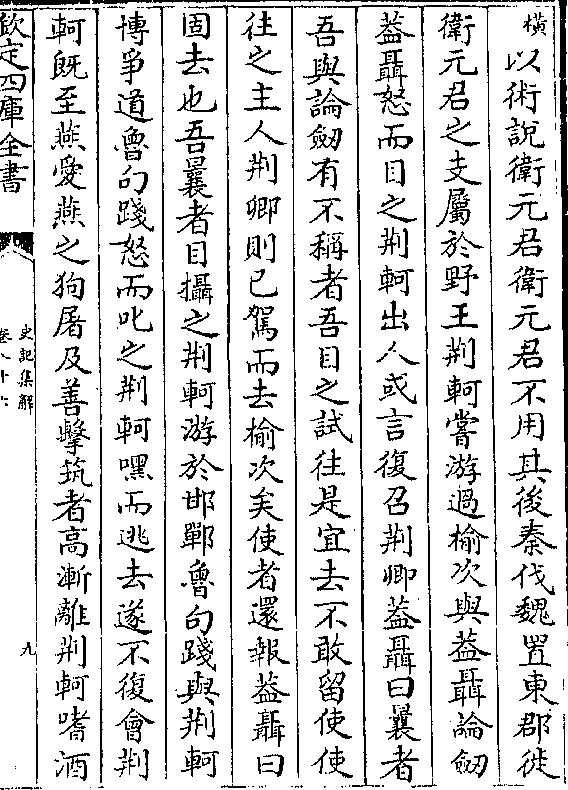 橫以術說衛元君衛元君不用其後秦伐魏置東郡徙
衛元君之支屬於野王荆軻嘗游過榆次與葢聶論劒
葢聶怒而目之荆軻出人或言復召荆卿葢聶曰曩者
吾與論劒有不稱者吾目之試往是宜去不敢留使使
往之主人荆卿則已駕而去榆次矣使者還報葢聶曰
固去也吾曩者目攝之荆軻游於邯鄲魯句踐與荆軻
博爭道魯句踐怒而叱之荆軻嘿而逃去遂不復會荆
軻既至燕愛燕之狗屠及善擊筑者高漸離荆軻嗜酒
欽定四庫全書
史記集解
卷八十六
九